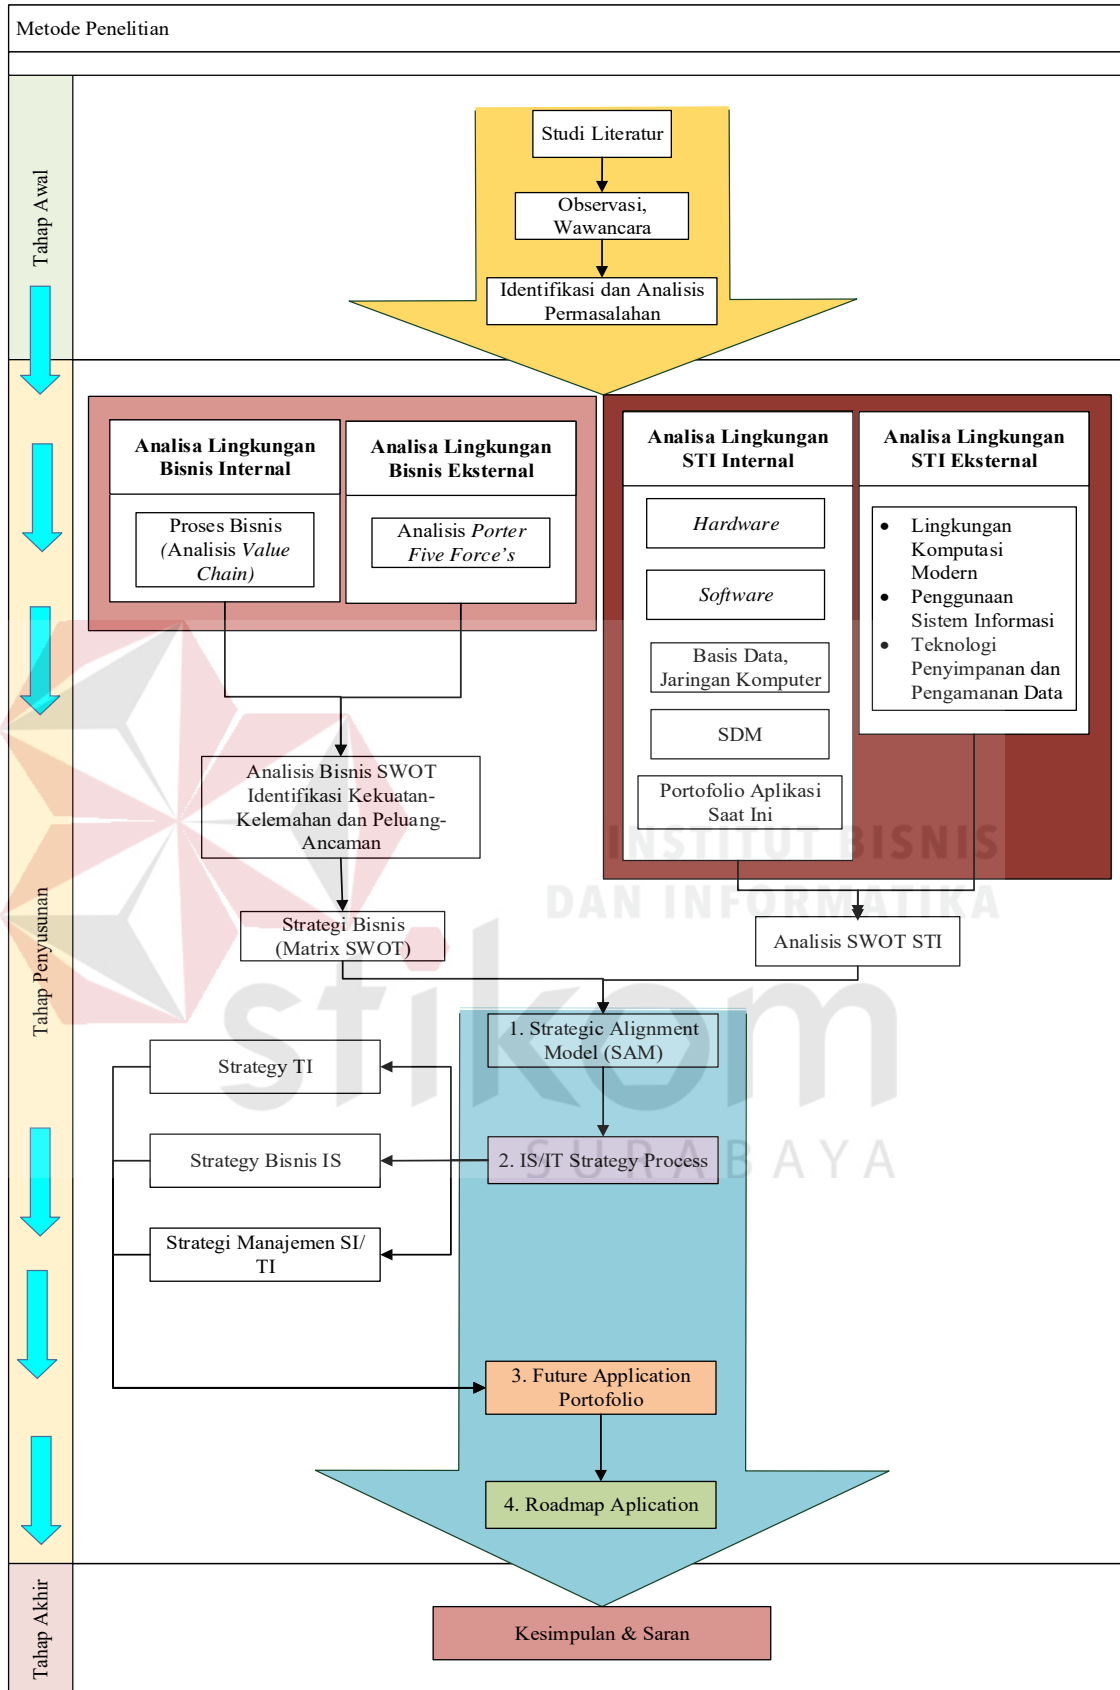 Metode Penelitian
Tahap Awal
Studi Literatur
Observasi,
Wawancara
Identifikasi dan Analisis
Permasalahan
Tahap Penyusunan
Analisa Lingkungan
Bisnis Internal
Proses Bisnis
(Analisis Value
Chain)
Analisa Lingkungan
Bisnis Eksternal
Analisis Porter
Five Force's
Analisa Lingkungan
STI Internal
Hardware
Software
Basis Data,
Jaringan Komputer
SDM
Portofolio Aplikasi
Saat Ini
Analisa Lingkungan
STI Eksternal
• Lingkungan
Komputasi
Modern
• Penggunaan
Sistem Informasi
• Teknologi
Penyimpanan dan
Pengamanan Data
Analisis Bisnis SWOT
Identifikasi Kekuatan-
Kelemahan dan Peluang-
Ancaman
Strategi Bisnis
(Matrix SWOT)
Analisis SWOT STI
INSTITUT BISNIS
DAN INFORMATIKA
stikom
SURABAYA
1. Strategic Alignment
Model (SAM)
Strategy TI
2. IS/IT Strategy Process
Strategy Bisnis IS
Strategi Manajemen SI/
TI
3. Future Application
Portofolio
4. Roadmap Aplication
Tahap Akhir
Kesimpulan & Saran